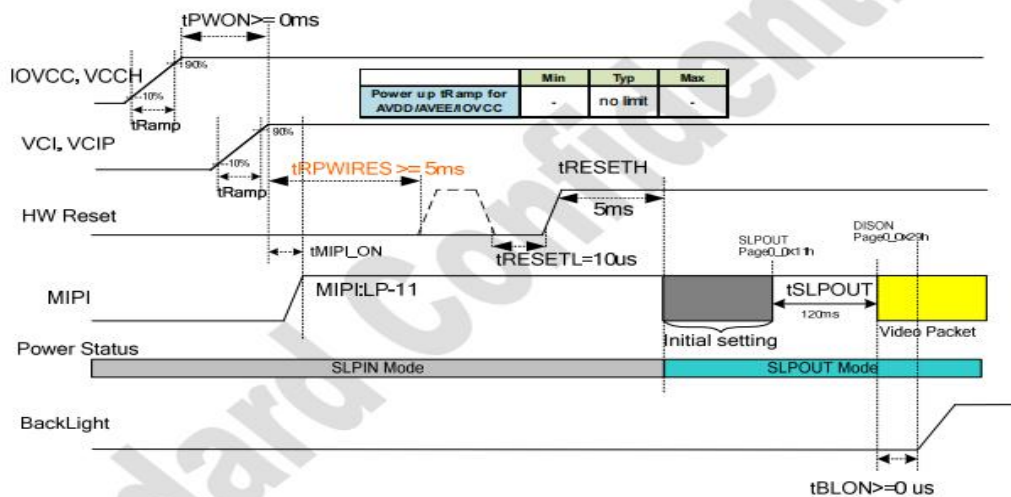 tPWON>= 0ms
IOVCC, VCCH
90%
10%
tRamp
Min Typ Max
Power up tRamp for AVDD/AVEE/IOVCC - no limit -
VCI, VCIP
90%
10%
tRamp
tRPWIRES >= 5ms
tRESETH
5ms
HW Reset
tMIPI_ON
tRESETL=10us
SLPOUT
Page0_0x11h
DISON
Page0_0x29h
MIPI
MIPI:LP-11
tSLPOUT
120ms
Initial setting
Video Packet
Power Status
SLPIN Mode
SLPOUT Mode
BackLight
tBLON>=0 us
dard Confidenti